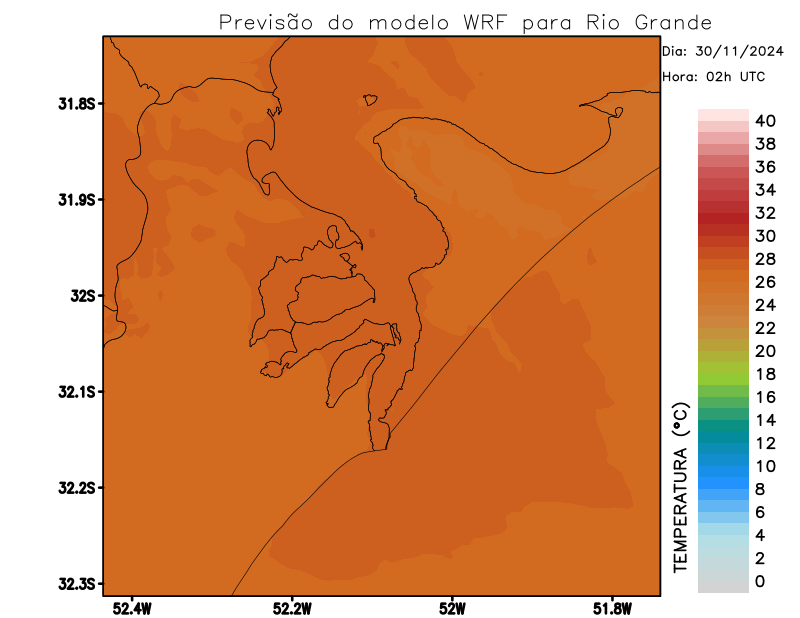 Previsão do modelo WRF para Rio Grande
Dia: 30/11/2024
Hora: 02h UTC
31.8S
31.9S
32S
32.1S
32.2S
32.3S
52.4W
52.2W
52W
51.8W
TEMPERATURA (°C)
40
38
36
34
32
30
28
26
24
22
20
18
16
14
12
10
8
6
4
2
0